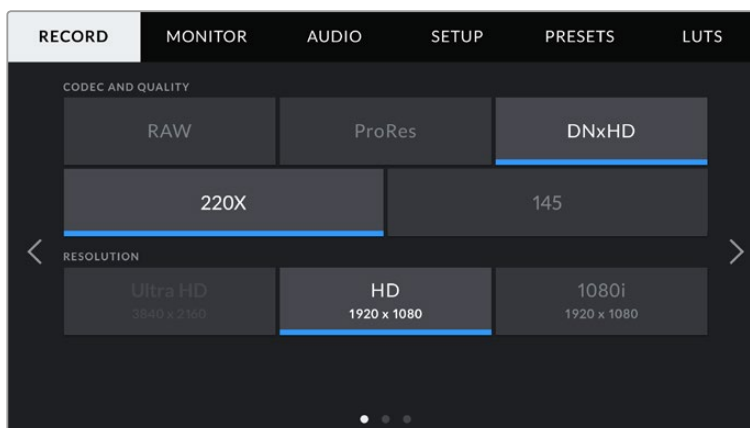 RECORD MONITOR AUDIO SETUP PRESETS LUTS
CODEC AND QUALITY
RAW ProRes DNxHD
220X 145
RESOLUTION
Ultra HD HD 1080i
3840 x 2160 1920 x 1080 1920 x 1080